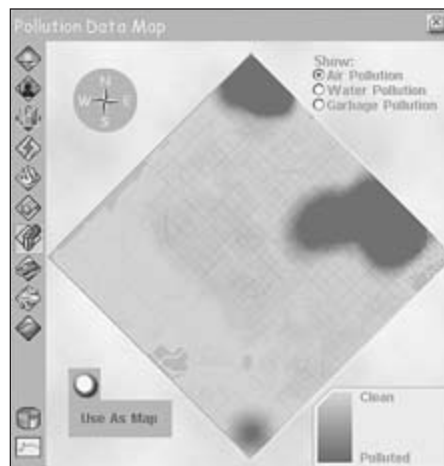 Pollution Data Map
Show:
Air Pollution
Water Pollution
Garbage Pollution
N
W E
S
Use As Map
Clean
Polluted